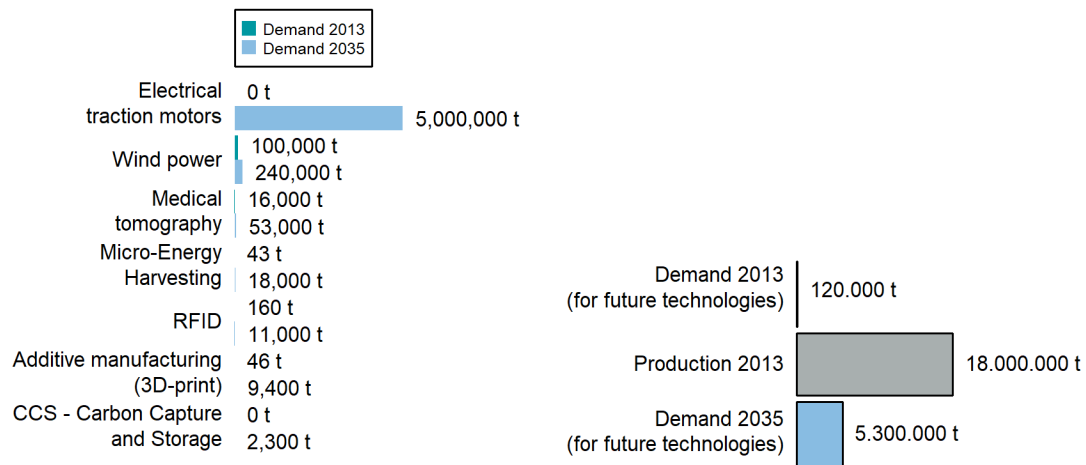 Demand 2013
Demand 2035
Electrical
traction motors
0 t
5,000,000 t
Wind power
100,000 t
240,000 t
Medical
tomography
16,000 t
53,000 t
Micro-Energy
Harvesting
43 t
18,000 t
RFID
160 t
11,000 t
Additive manufacturing
(3D-print)
46 t
9,400 t
CCS - Carbon Capture
and Storage
0 t
2,300 t
Demand 2013
(for future technologies)
120.000 t
Production 2013
18.000.000 t
Demand 2035
(for future technologies)
5.300.000 t